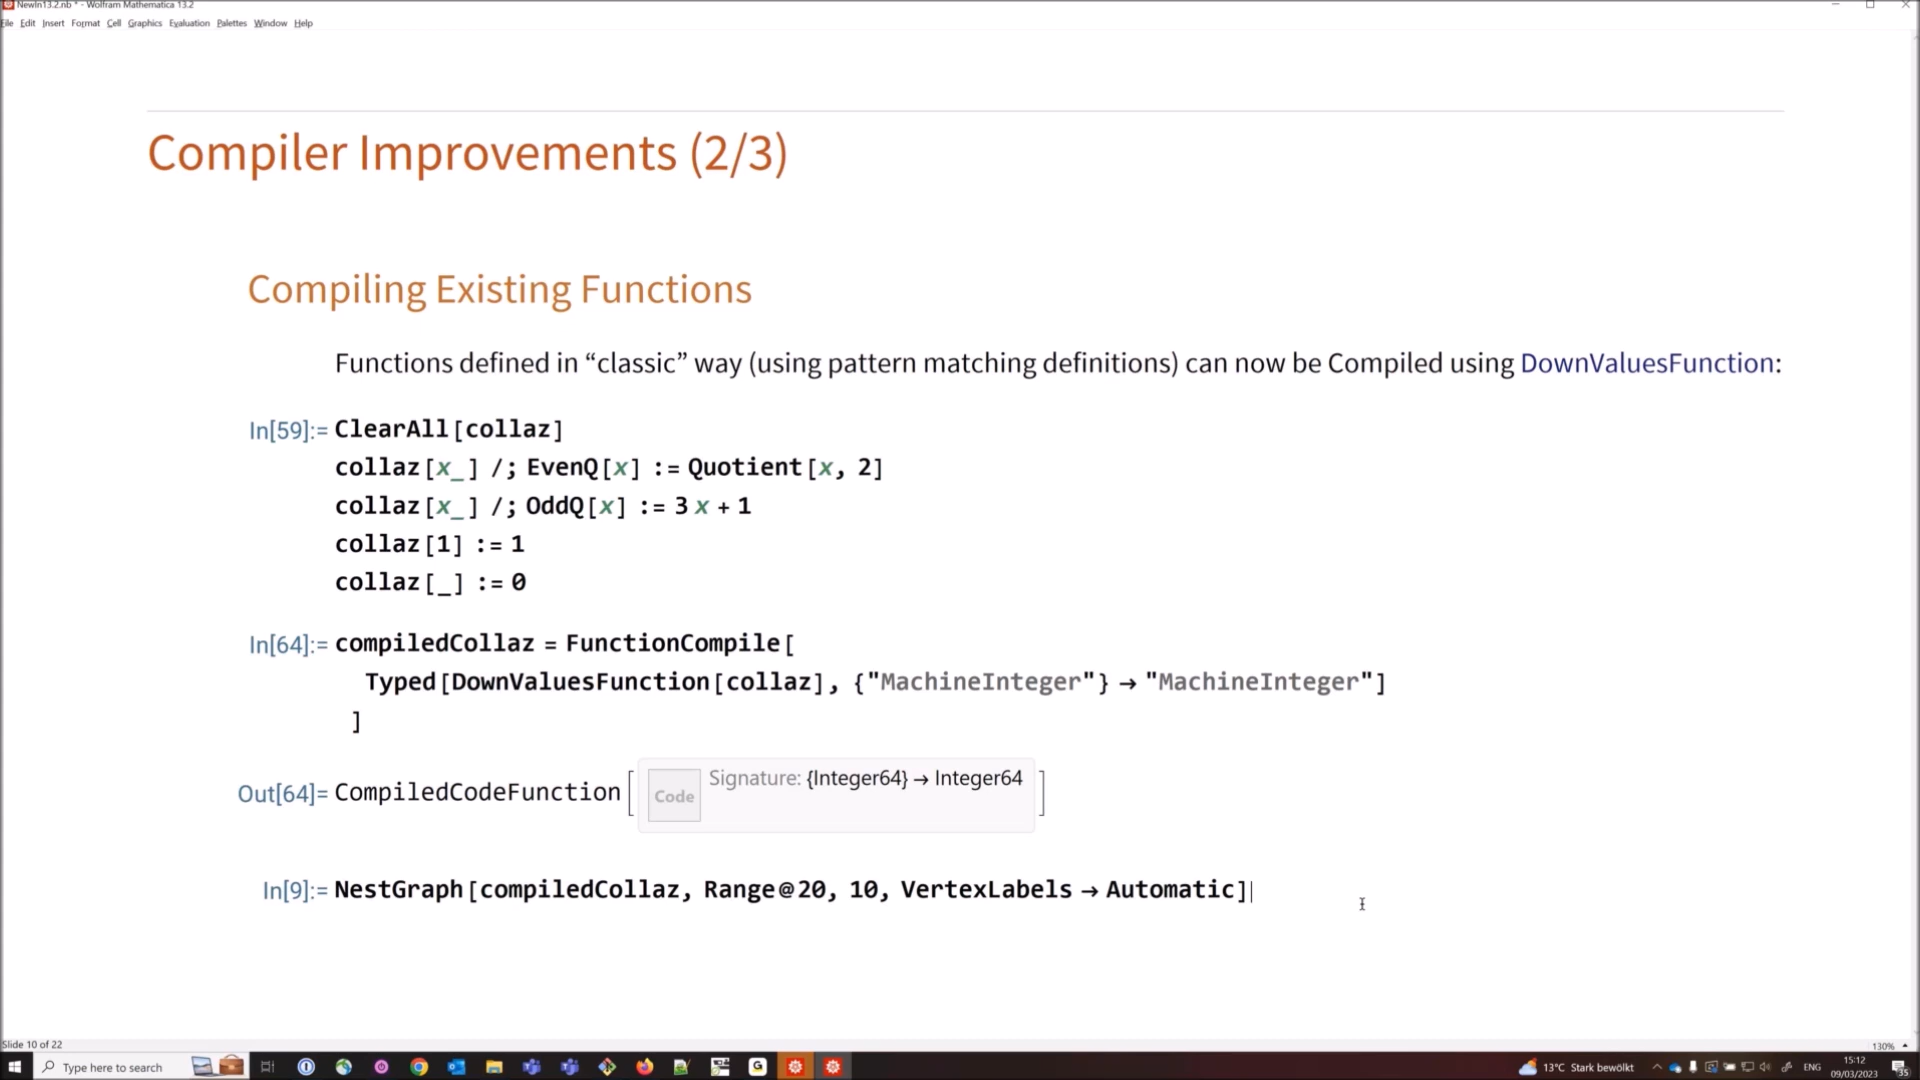 NewIn13.2.nb * - Wolfram Mathematica 13.2
File Edit Insert Format Cell Graphics Evaluation Palettes Window Help
Compiler Improvements (2/3)
Compiling Existing Functions
Functions defined in “classic” way (using pattern matching definitions) can now be Compiled using DownValuesFunction:
In[59]:= ClearAll[collaz]
collaz[x_] /; EvenQ[x] := Quotient[x, 2]
collaz[x_] /; OddQ[x] := 3 x + 1
collaz[1] := 1
collaz[_] := 0
In[64]:= compiledCollaz = FunctionCompile[
Typed[DownValuesFunction[collaz], {"MachineInteger"} → "MachineInteger"]
]
Out[64]= CompiledCodeFunction[ Code Signature: {Integer64} → Integer64 ]
In[9]:= NestGraph[compiledCollaz, Range@20, 10, VertexLabels → Automatic]
Slide 10 of 22
130%
Type here to search
13°C Stark bewölkt
ENG
15:12
09/03/2023
35